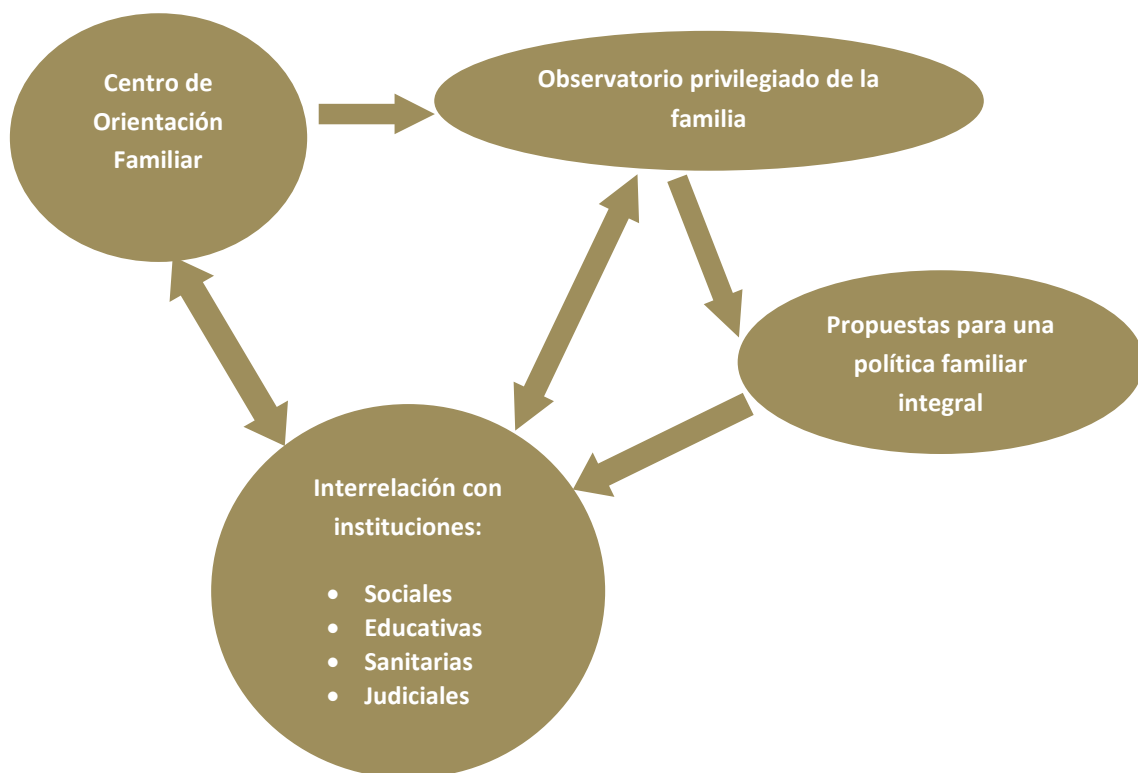 Centro de
Orientación
Familiar
Observatorio privilegiado de la
familia
Propuestas para una
política familiar
integral
Interrelación con
instituciones:
• Sociales
• Educativas
• Sanitarias
• Judiciales